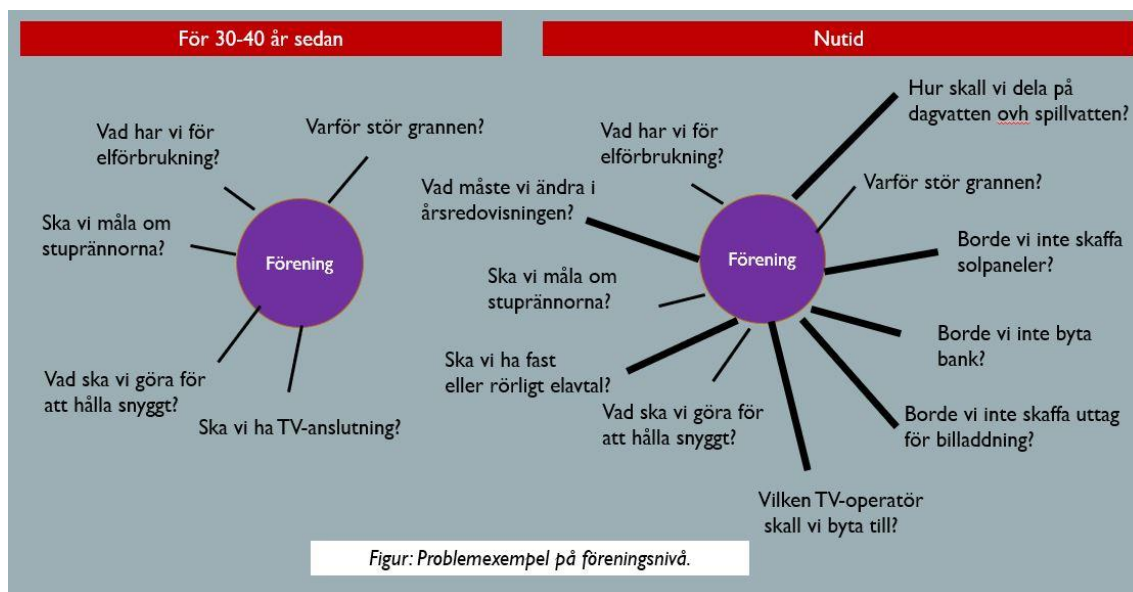 För 30-40 år sedan
Vad har vi för
elförbrukning?
Varför stör grannen?
Ska vi måla om
stuprännorna?
Förening
Vad ska vi göra för
att hålla snyggt?
Ska vi ha TV-anslutning?
Nutid
Hur skall vi dela på
dagvatten ovh spillvatten?
Vad har vi för
elförbrukning?
Vad måste vi ändra i
årsredovisningen?
Varför stör grannen?
Förening
Borde vi inte skaffa
solpaneler?
Ska vi måla om
stuprännorna?
Borde vi inte byta
bank?
Ska vi ha fast
eller rörligt elavtal?
Vad ska vi göra för
att hålla snyggt?
Borde vi inte skaffa uttag
för billaddning?
Vilken TV-operatör
skall vi byta till?
Figur: Problemexempel på föreningsnivå.